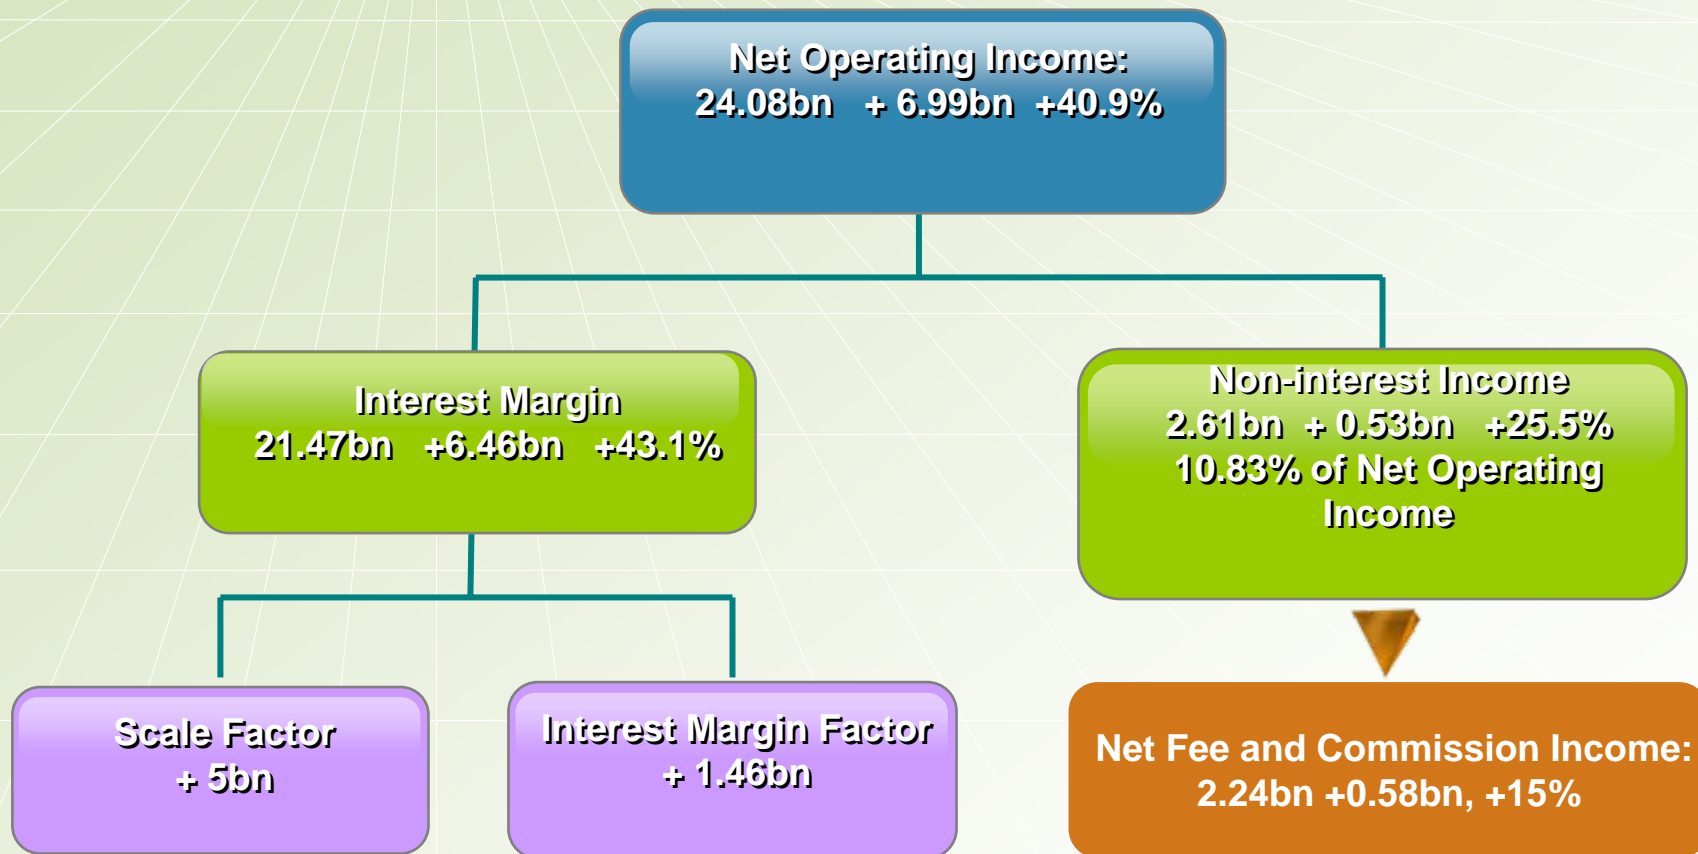 Net Operating Income:
24.08bn + 6.99bn +40.9%
Interest Margin
21.47bn +6.46bn +43.1%
Non-interest Income
2.61bn + 0.53bn +25.5%
10.83% of Net Operating
Income
Scale Factor
+ 5bn
Interest Margin Factor
+ 1.46bn
Net Fee and Commission Income:
2.24bn +0.58bn, +15%